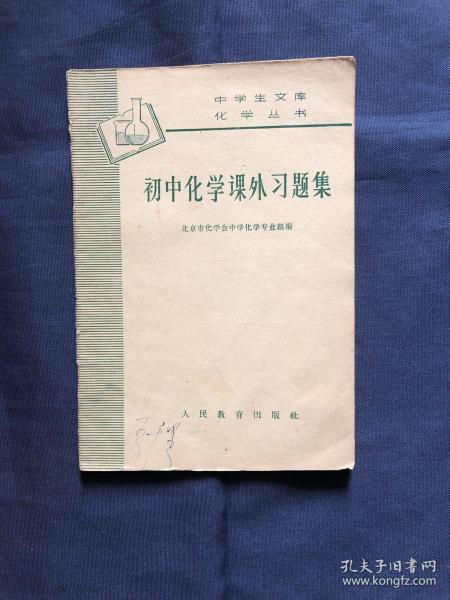 中学生文库
化学丛书
初中化学课外习题集
北京市化学会中学化学专业组编
人民教育出版社
孔夫子旧书网
www.kongfz.com